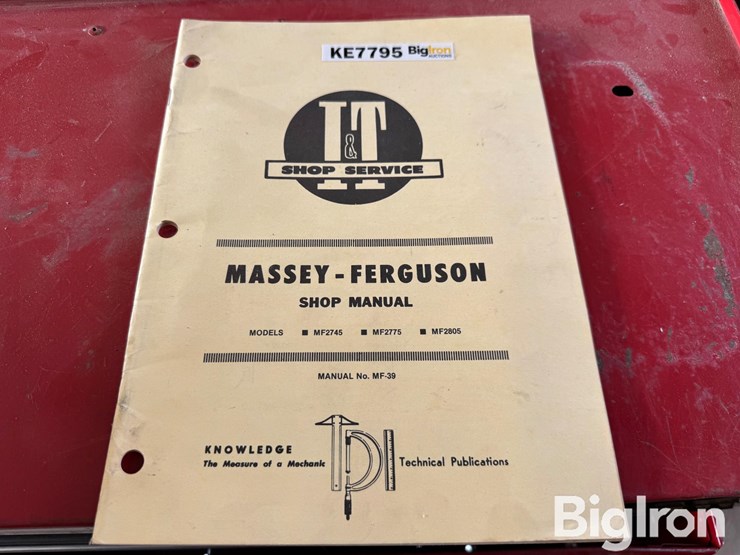 KE7795 BigIron
AUCTIONS
I&T
SHOP SERVICE
MASSEY-FERGUSON
SHOP MANUAL
MODELS ■ MF2745 ■ MF2775 ■ MF2805
MANUAL No. MF-39
KNOWLEDGE
The Measure of a Mechanic
TPI
Technical Publications
BigIron